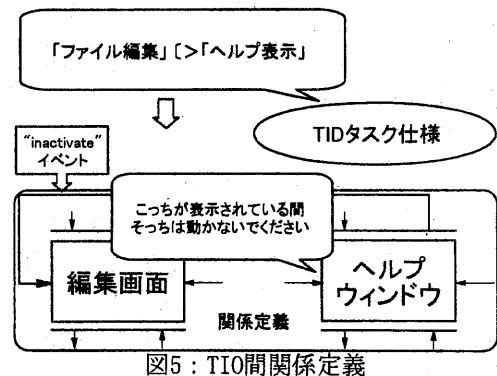 「ファイル編集」〔＞「ヘルプ表示」
TIDタスク仕様
"inactivate"
イベント
こっちが表示されている間
そっちは動かないでください
編集画面
ヘルプ
ウィンドウ
関係定義
図5：TIO間関係定義